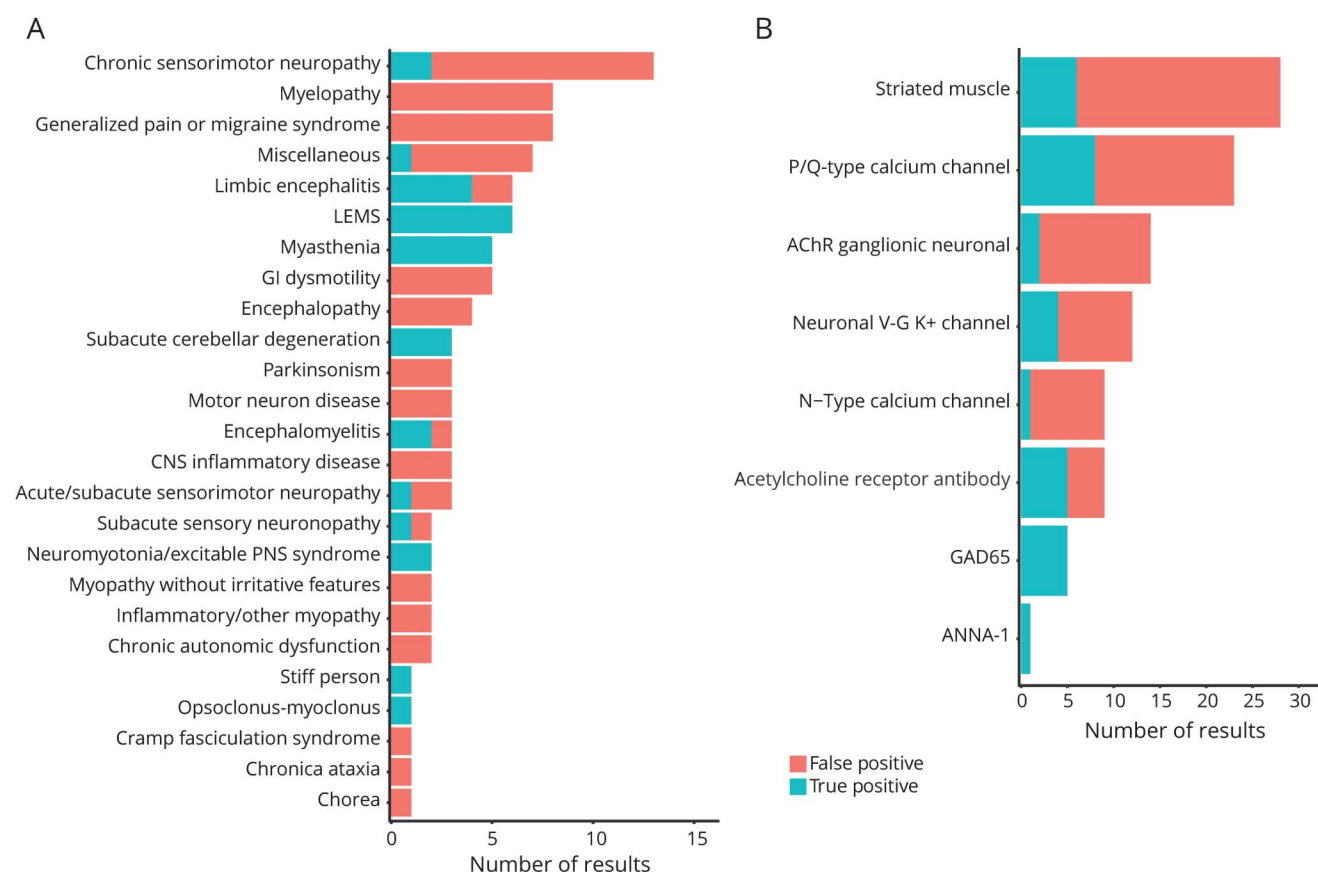 A
Chronic sensorimotor neuropathy
Myelopathy
Generalized pain or migraine syndrome
Miscellaneous
Limbic encephalitis
LEMS
Myasthenia
GI dysmotility
Encephalopathy
Subacute cerebellar degeneration
Parkinsonism
Motor neuron disease
Encephalomyelitis
CNS inflammatory disease
Acute/subacute sensorimotor neuropathy
Subacute sensory neuronopathy
Neuromyotonia/excitable PNS syndrome
Myopathy without irritative features
Inflammatory/other myopathy
Chronic autonomic dysfunction
Stiff person
Opsoclonus-myoclonus
Cramp fasciculation syndrome
Chronica ataxia
Chorea
0 5 10 15
Number of results
B
Striated muscle
P/Q-type calcium channel
AChR ganglionic neuronal
Neuronal V-G K+ channel
N−Type calcium channel
Acetylcholine receptor antibody
GAD65
ANNA-1
0 5 10 15 20 25 30
Number of results
False positive
True positive